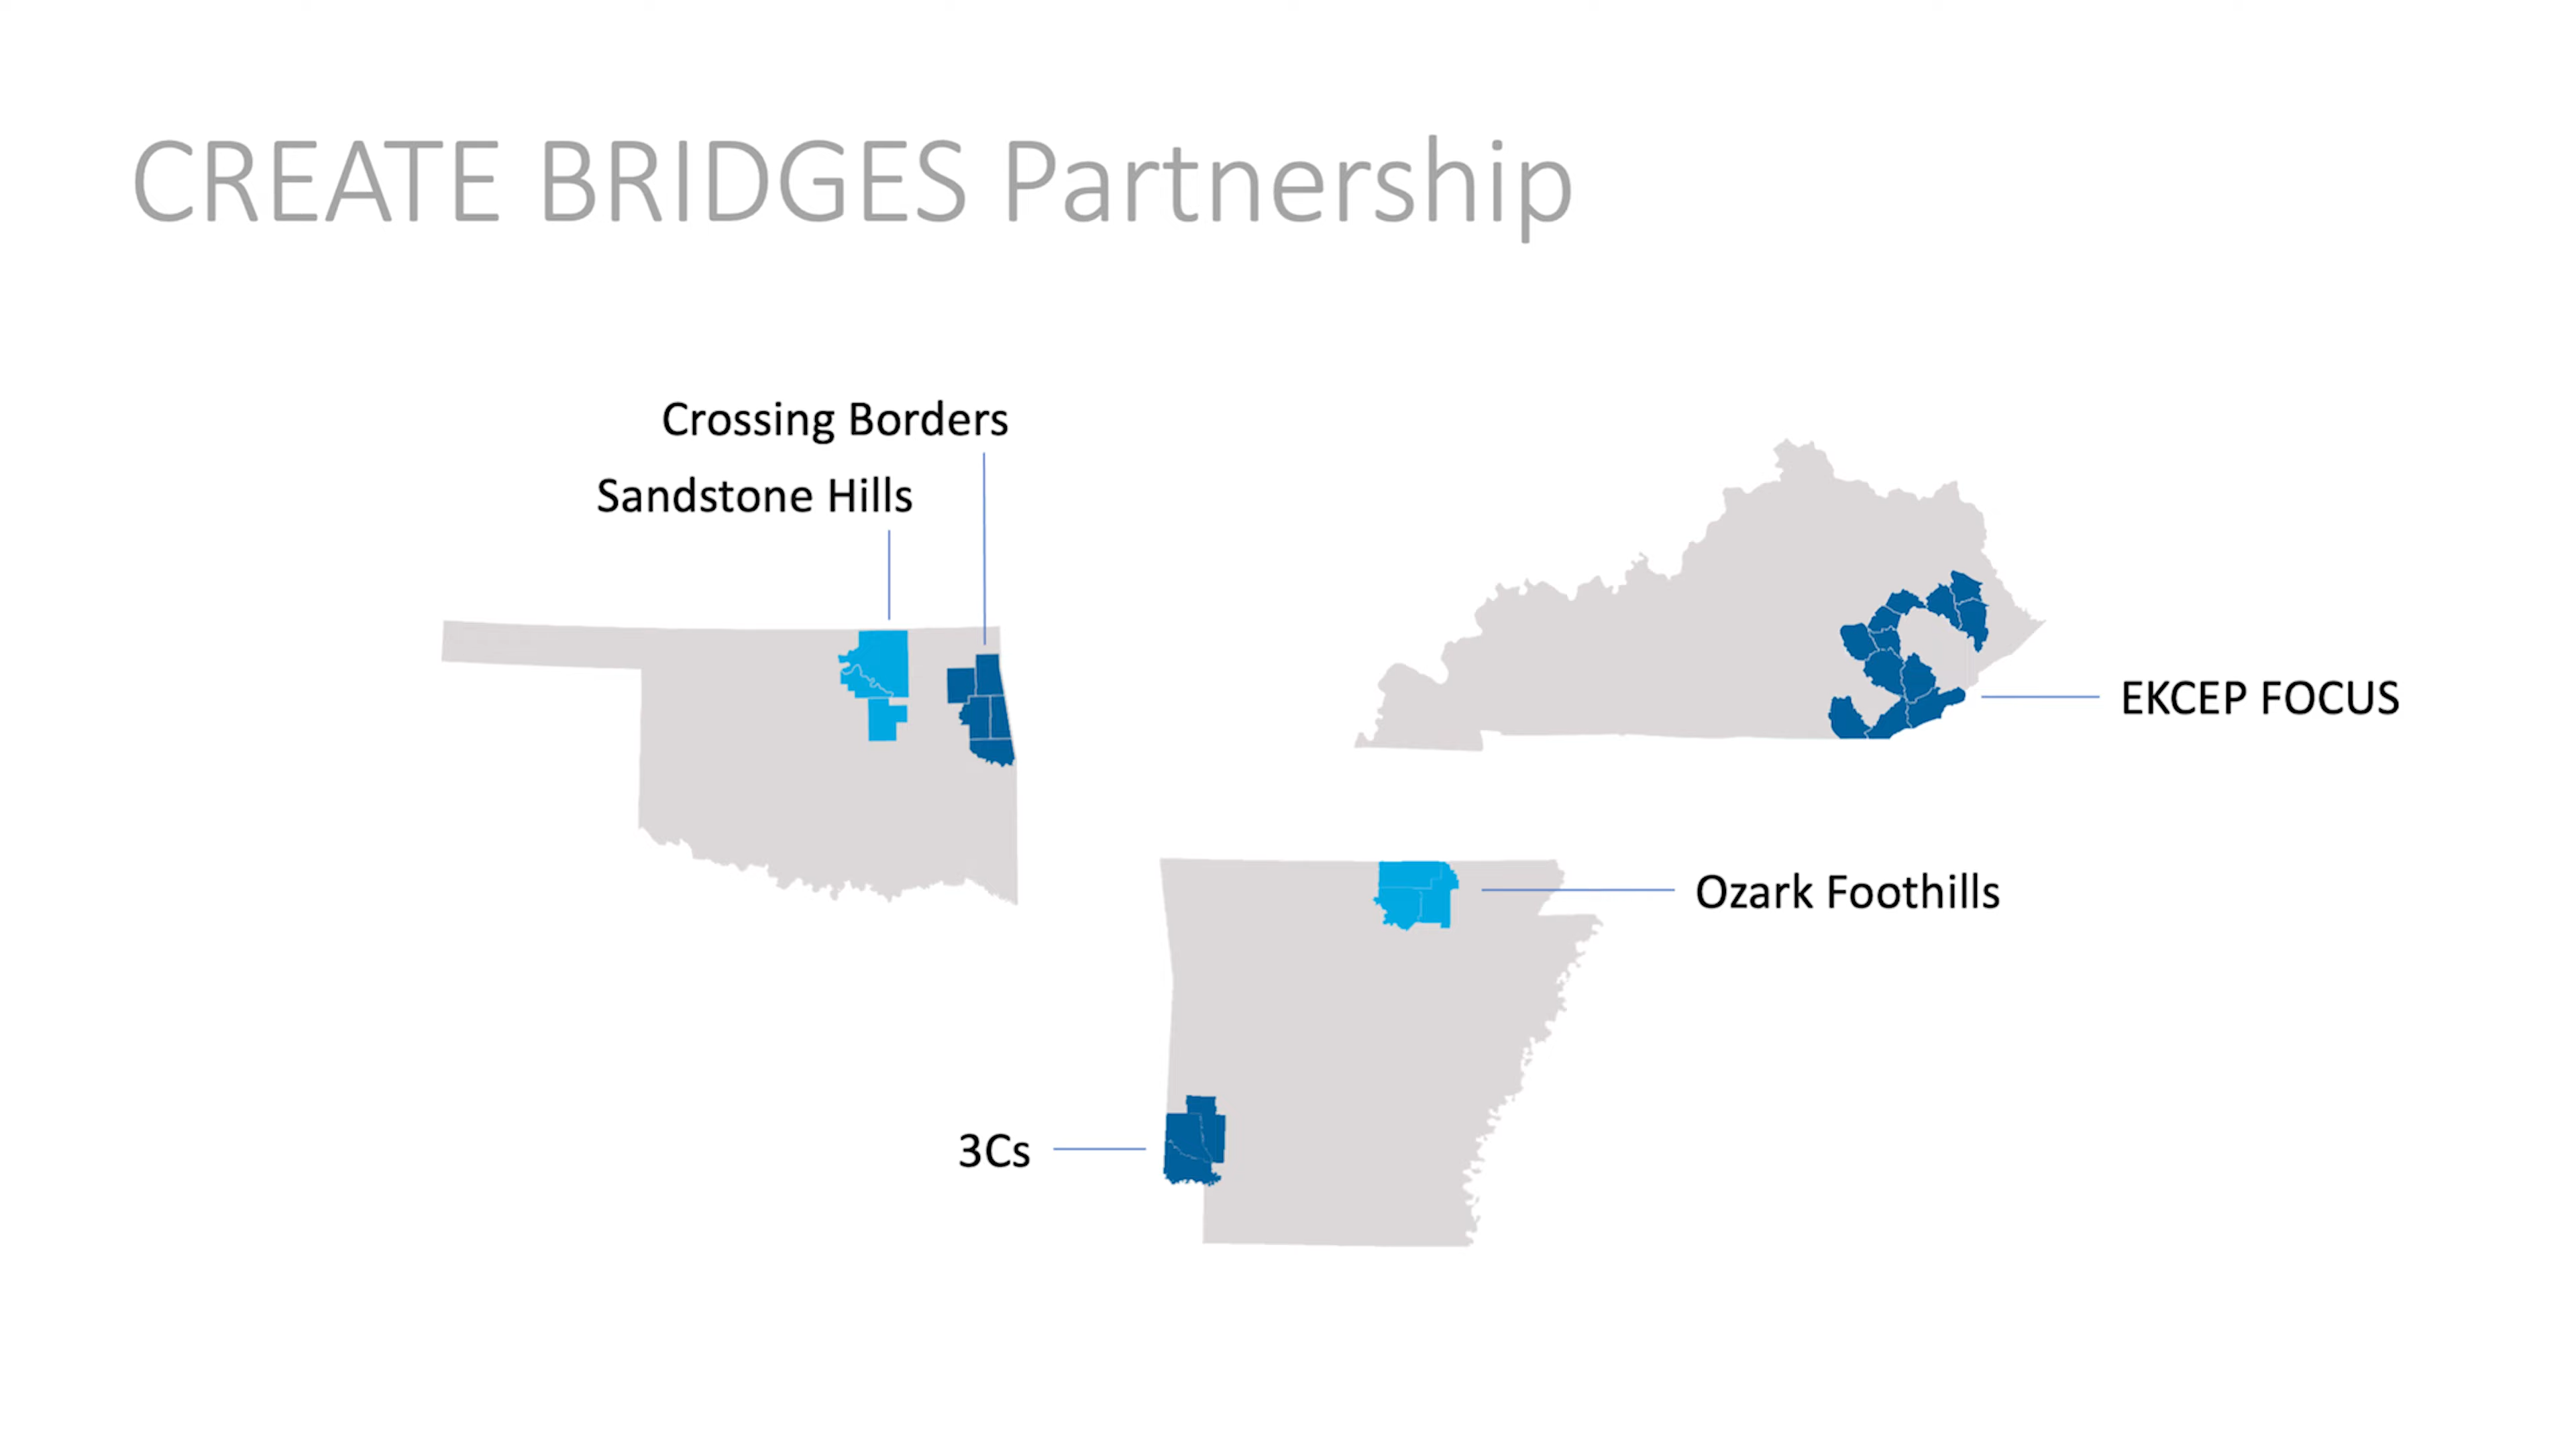 CREATE BRIDGES Partnership
Crossing Borders
Sandstone Hills
EKCEP FOCUS
Ozark Foothills
3Cs